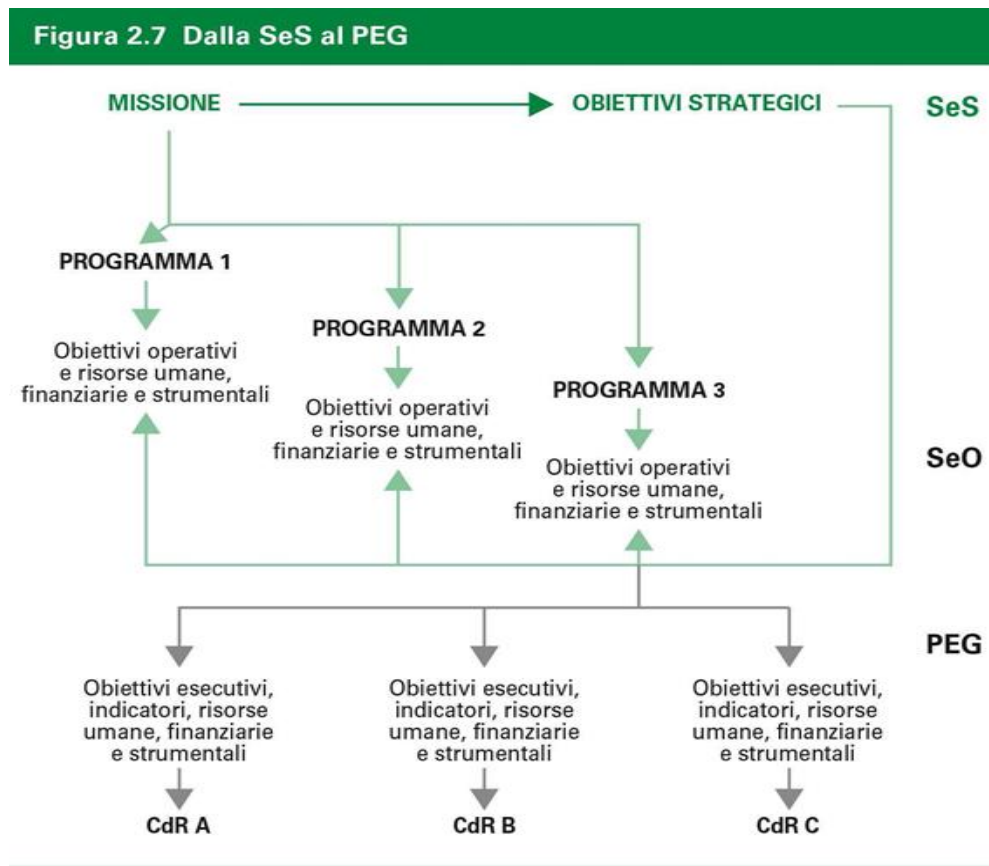 Figura 2.7 Dalla SeS al PEG
MISSIONE
OBIETTIVI STRATEGICI
SeS
PROGRAMMA 1
Obiettivi operativi
e risorse umane,
finanziarie e strumentali
PROGRAMMA 2
Obiettivi operativi
e risorse umane,
finanziarie e strumentali
PROGRAMMA 3
Obiettivi operativi
e risorse umane,
finanziarie e strumentali
SeO
PEG
Obiettivi esecutivi,
indicatori, risorse
umane, finanziarie
e strumentali
CdR A
Obiettivi esecutivi,
indicatori, risorse
umane, finanziarie
e strumentali
CdR B
Obiettivi esecutivi,
indicatori, risorse
umane, finanziarie
e strumentali
CdR C